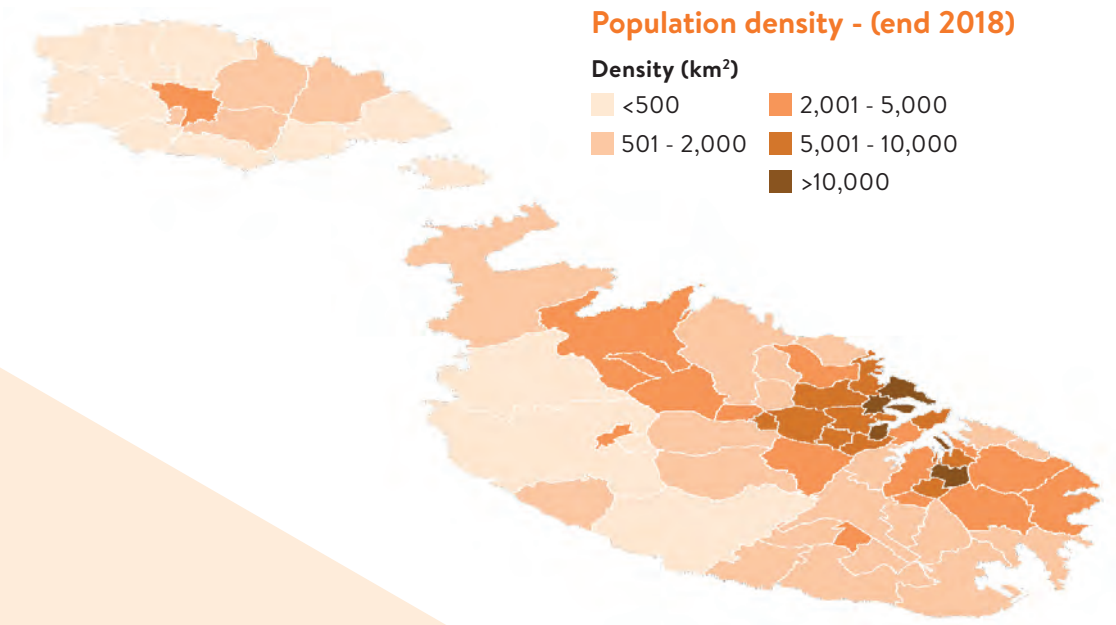 Population density - (end 2018)
Density (km²)
<500
2,001 - 5,000
501 - 2,000
5,001 - 10,000
>10,000